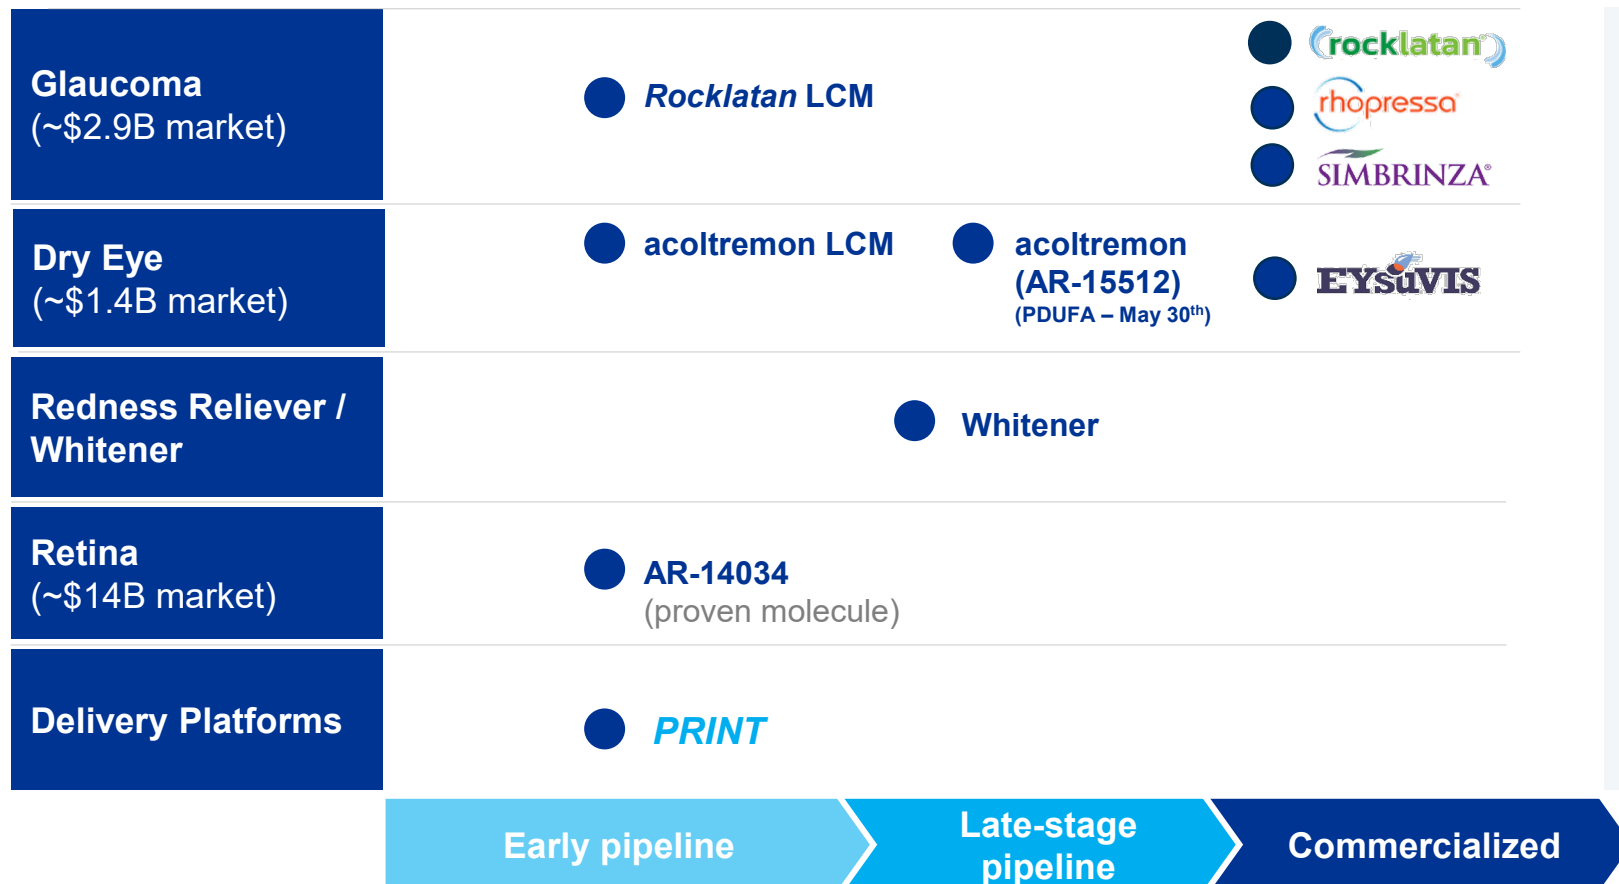 Glaucoma
(~$2.9B market)
Rocklatan LCM
rocklatan
rhopressa
SIMBRINZA®
Dry Eye
(~$1.4B market)
acoltremon LCM
acoltremon
(AR-15512)
(PDUFA – May 30th)
EYSUVIS
Redness Reliever /
Whitener
Whitener
Retina
(~$14B market)
AR-14034
(proven molecule)
Delivery Platforms
PRINT
Early pipeline
Late-stage
pipeline
Commercialized